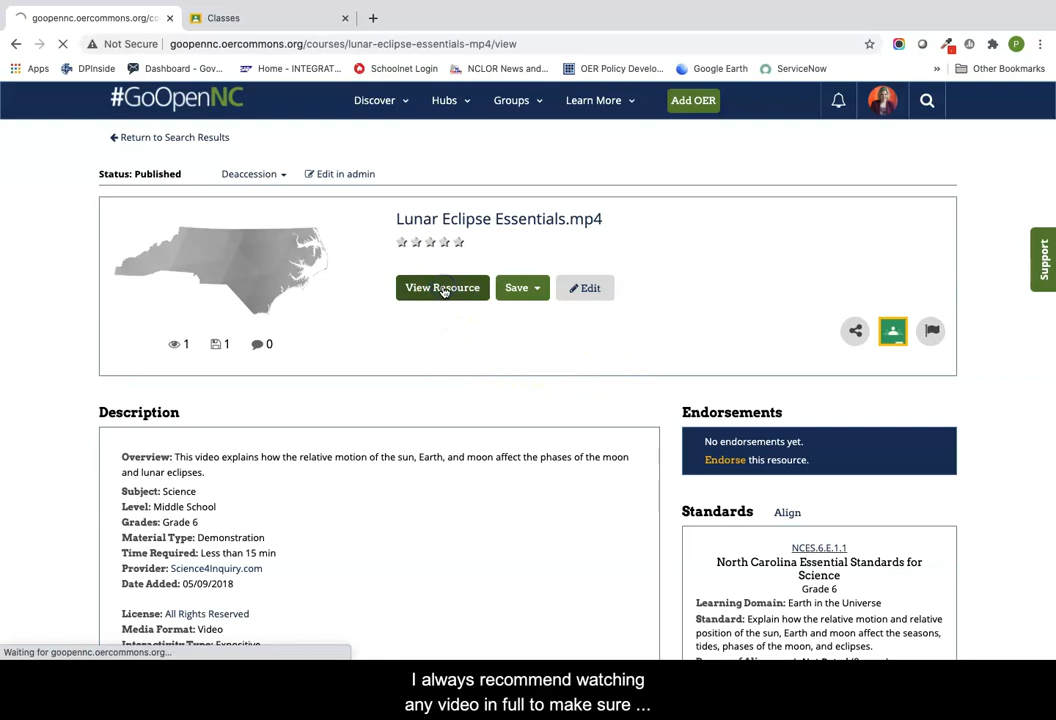 goopennc.oercommons.org/co
Classes
Not Secure
goopennc.oercommons.org/courses/lunar-eclipse-essentials-mp4/view
P
Apps
DPInside
Dashboard - Gov...
Home - INTEGRAT...
Schoolnet Login
NCLOR News and...
OER Policy Develo...
Google Earth
ServiceNow
»
Other Bookmarks
#GoOpenNC
Discover
Hubs
Groups
Learn More
Add OER
Return to Search Results
Status: Published
Deaccession
Edit in admin
Lunar Eclipse Essentials.mp4
View Resource
Save
Edit
Support
1
1
0
Description
Overview: This video explains how the relative motion of the sun, Earth, and moon affect the phases of the moon
and lunar eclipses.
Subject: Science
Level: Middle School
Grades: Grade 6
Material Type: Demonstration
Time Required: Less than 15 min
Provider: Science4Inquiry.com
Date Added: 05/09/2018
License: All Rights Reserved
Media Format: Video
Interactivity Type: Expositive
Endorsements
No endorsements yet.
Endorse this resource.
Standards
Align
NCES.6.E.1.1
North Carolina Essential Standards for
Science
Grade 6
Learning Domain: Earth in the Universe
Standard: Explain how the relative motion and relative
position of the sun, Earth and moon affect the seasons,
tides, phases of the moon, and eclipses.
Waiting for goopennc.oercommons.org...
I always recommend watching
any video in full to make sure ...